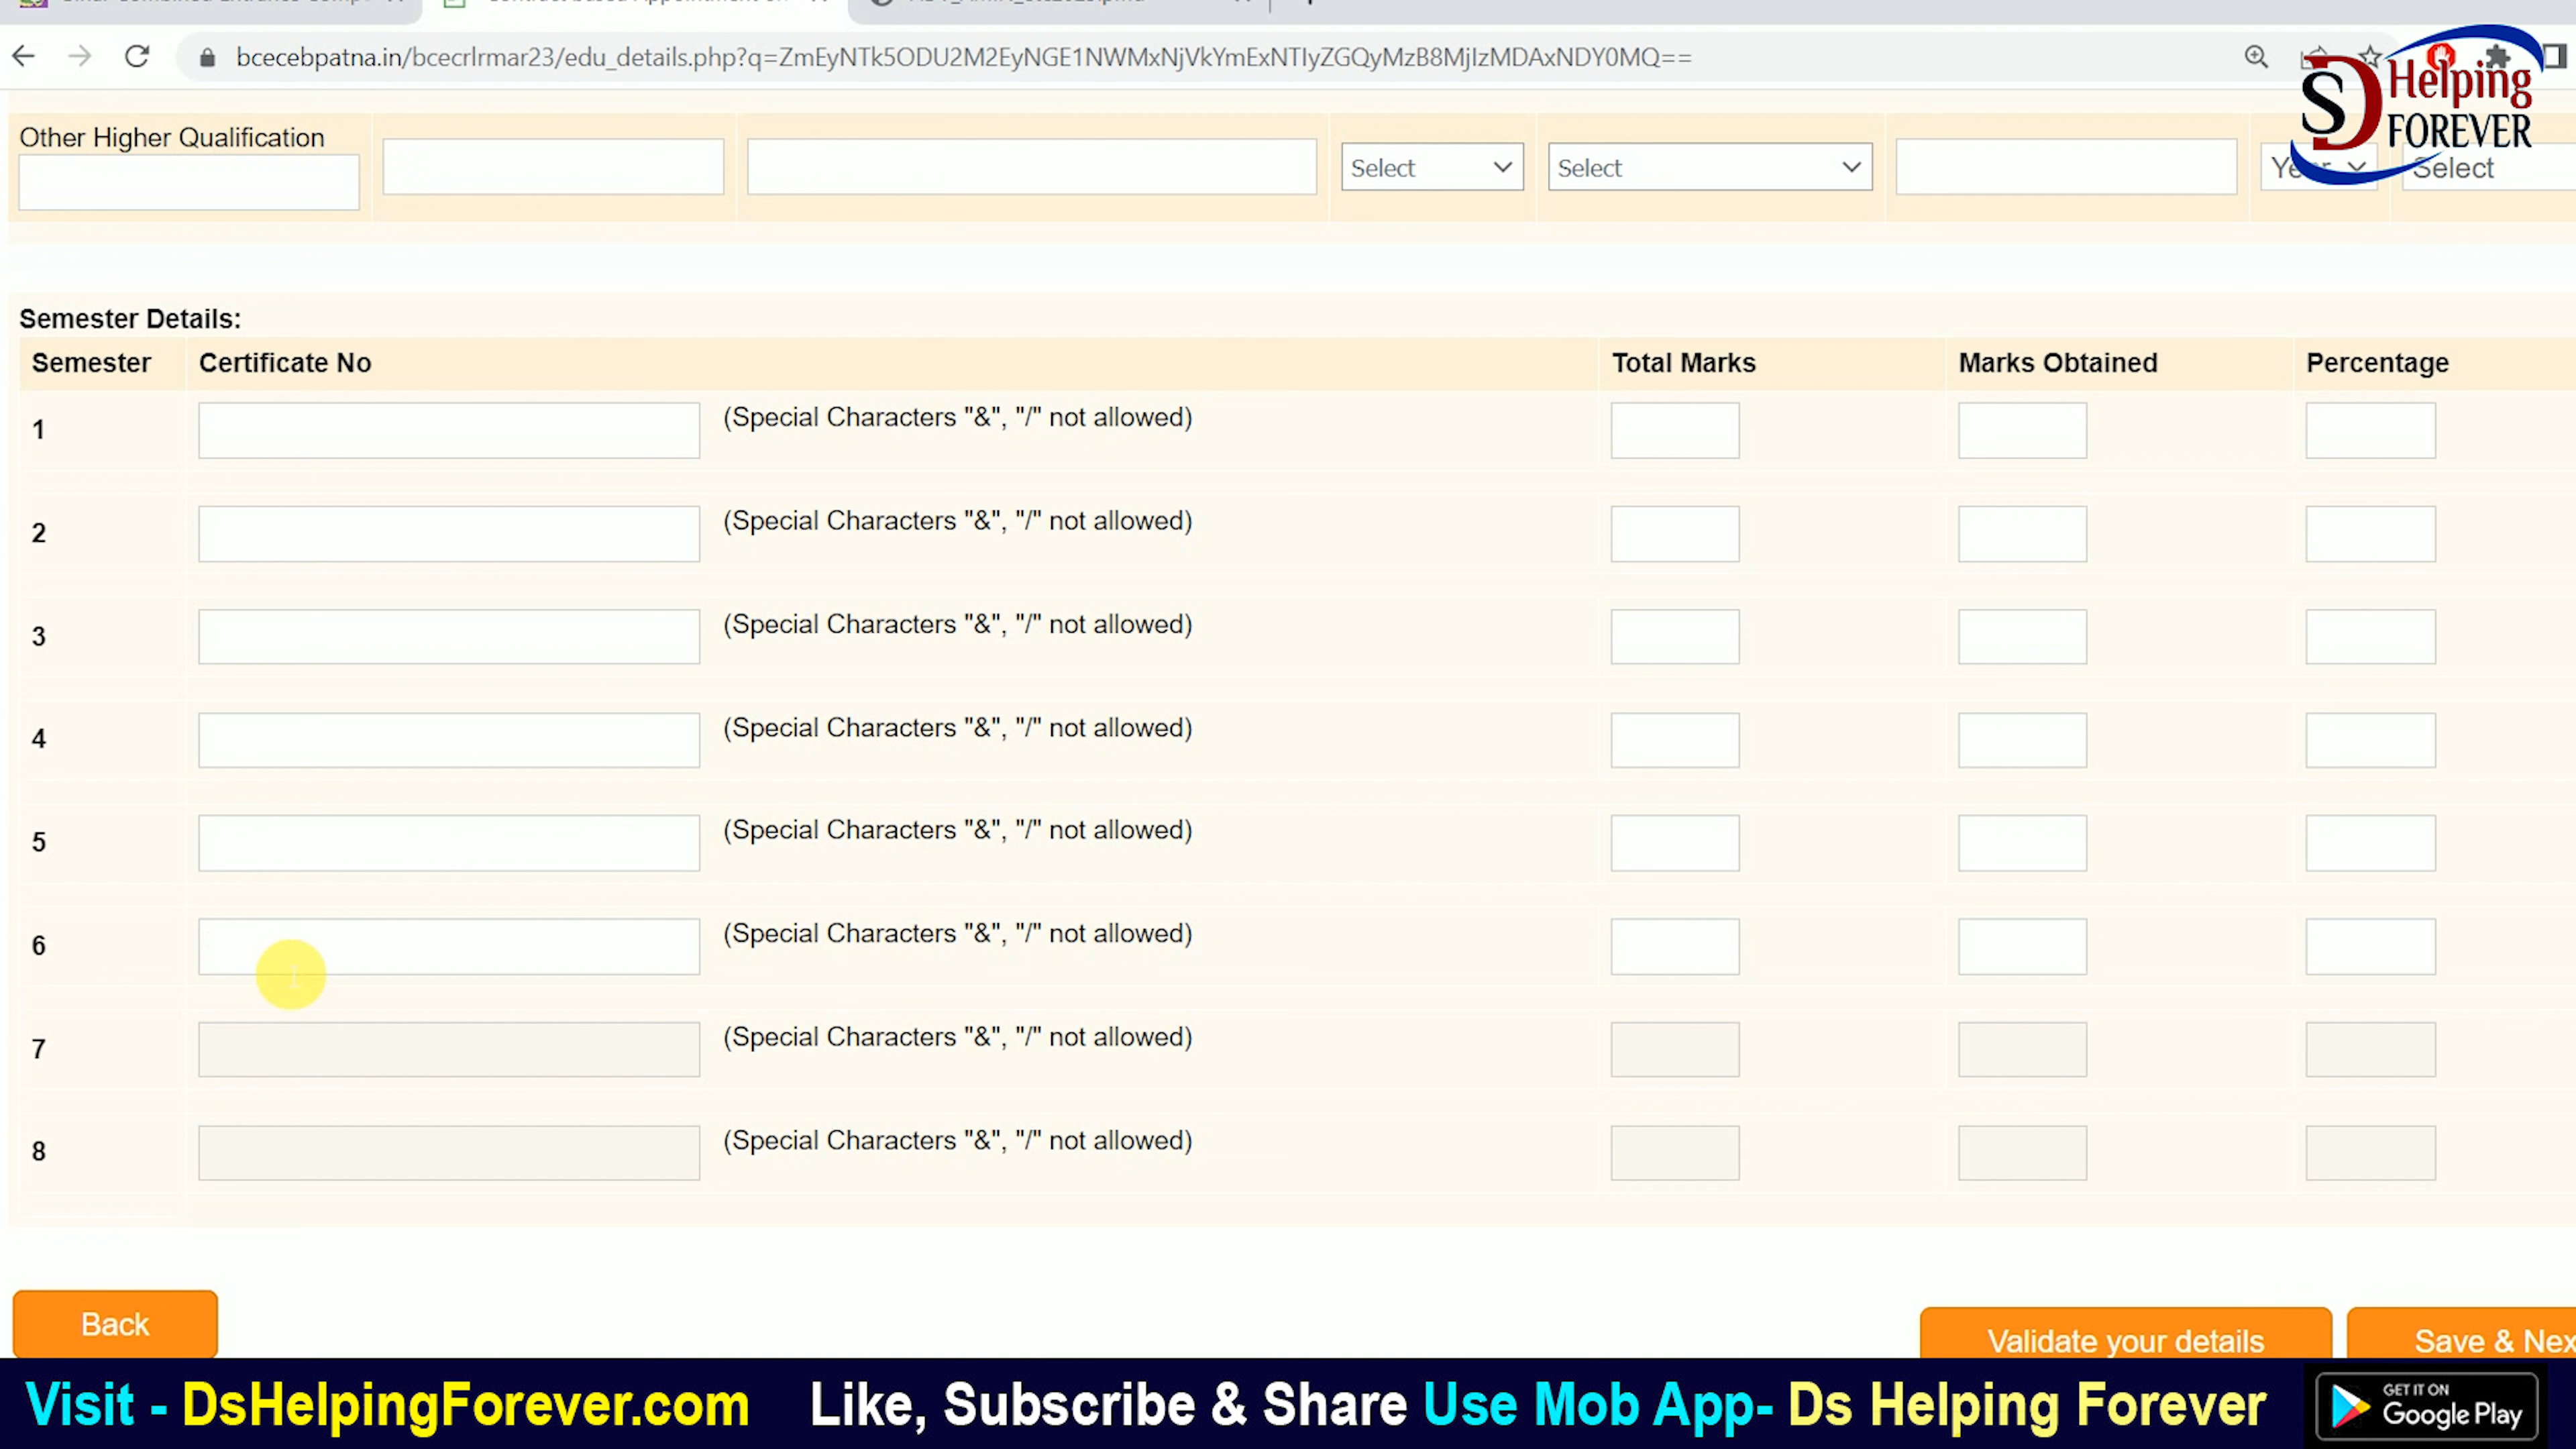 bcecebpatna.in/bcecrlrmar23/edu_details.php?q=ZmEyNTk5ODU2M2EyNGE1NWMxNjVkYmExNTIyZGQyMzB8MjIzMDAxNDY0MQ==
SD Helping FOREVER
Other Higher Qualification
Select Select Year Select
Semester Details:
Semester Certificate No Total Marks Marks Obtained Percentage
1 (Special Characters "&", "/" not allowed)
2 (Special Characters "&", "/" not allowed)
3 (Special Characters "&", "/" not allowed)
4 (Special Characters "&", "/" not allowed)
5 (Special Characters "&", "/" not allowed)
6 (Special Characters "&", "/" not allowed)
7 (Special Characters "&", "/" not allowed)
8 (Special Characters "&", "/" not allowed)
Back Validate your details Save & Nex
Visit - DsHelpingForever.com Like, Subscribe & Share Use Mob App- Ds Helping Forever GET IT ON Google Play